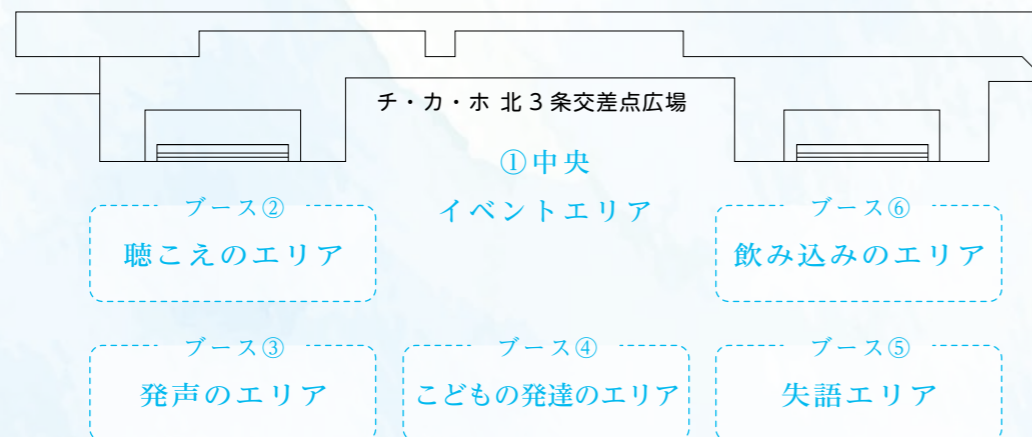 チ・カ・ホ 北3条交差点広場
①中央
イベントエリア
ブース②
聴こえのエリア
ブース⑥
飲み込みのエリア
ブース③
発声のエリア
ブース④
こどもの発達のエリア
ブース⑤
失語エリア